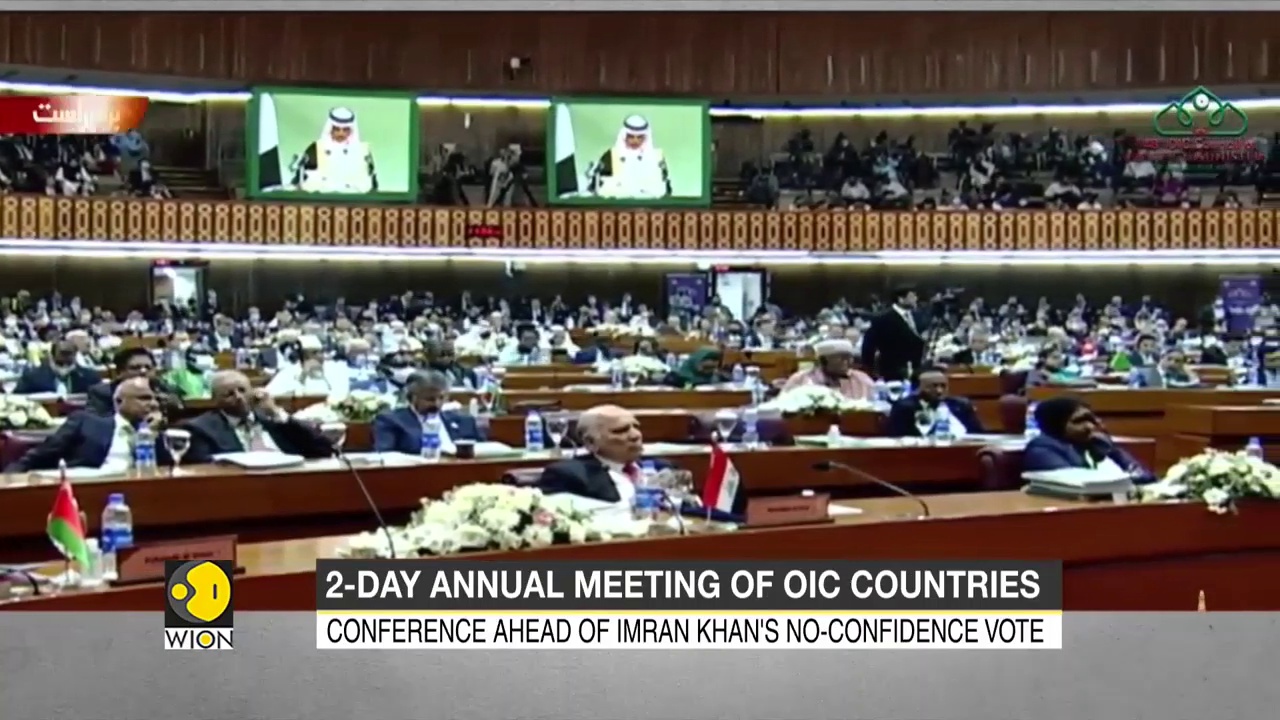 براہ راست
2-DAY ANNUAL MEETING OF OIC COUNTRIES
CONFERENCE AHEAD OF IMRAN KHAN'S NO-CONFIDENCE VOTE
WION